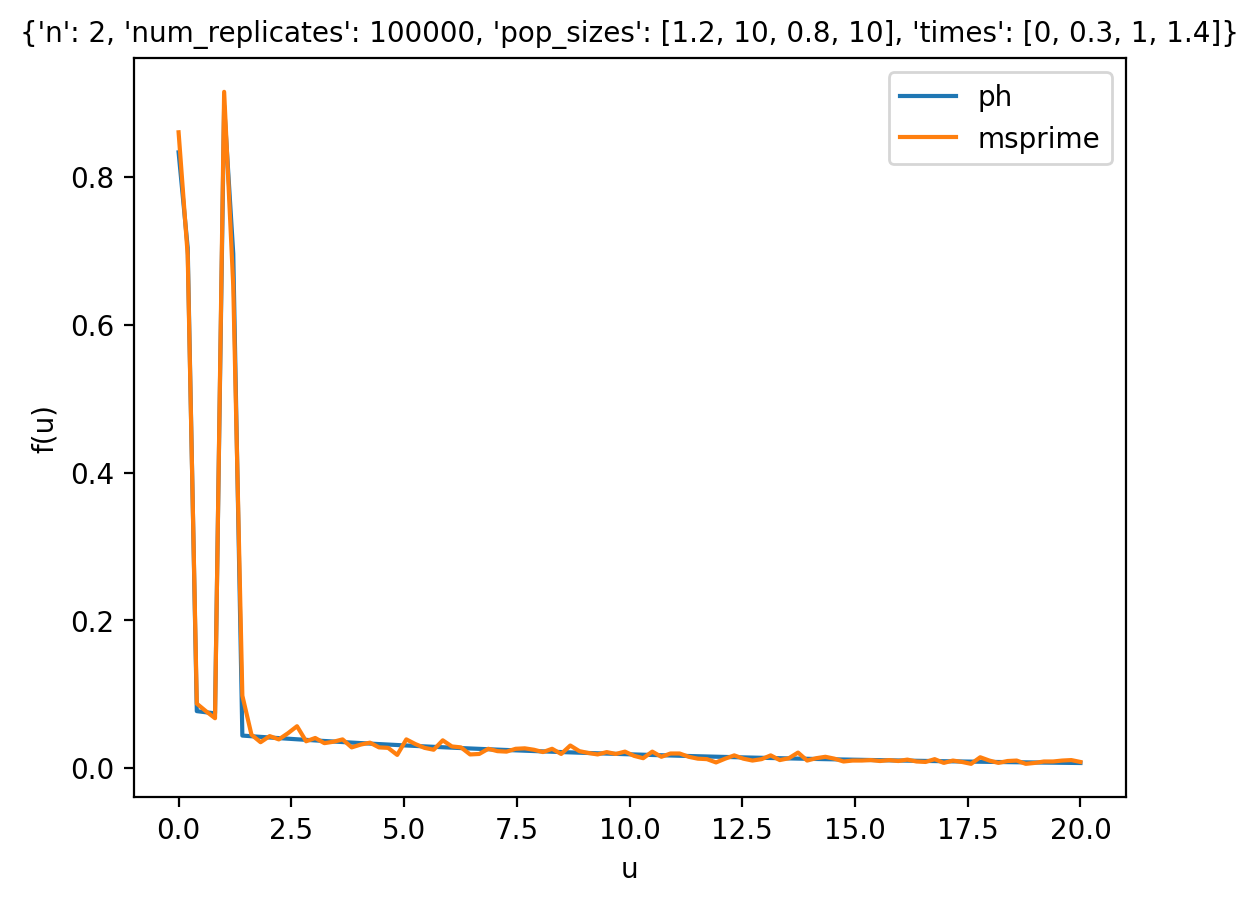 {'n': 2, 'num_replicates': 100000, 'pop_sizes': [1.2, 10, 0.8, 10], 'times': [0, 0.3, 1, 1.4]}
ph
msprime
0.8
0.6
0.4
0.2
0.0
f(u)
0.0 2.5 5.0 7.5 10.0 12.5 15.0 17.5 20.0
u